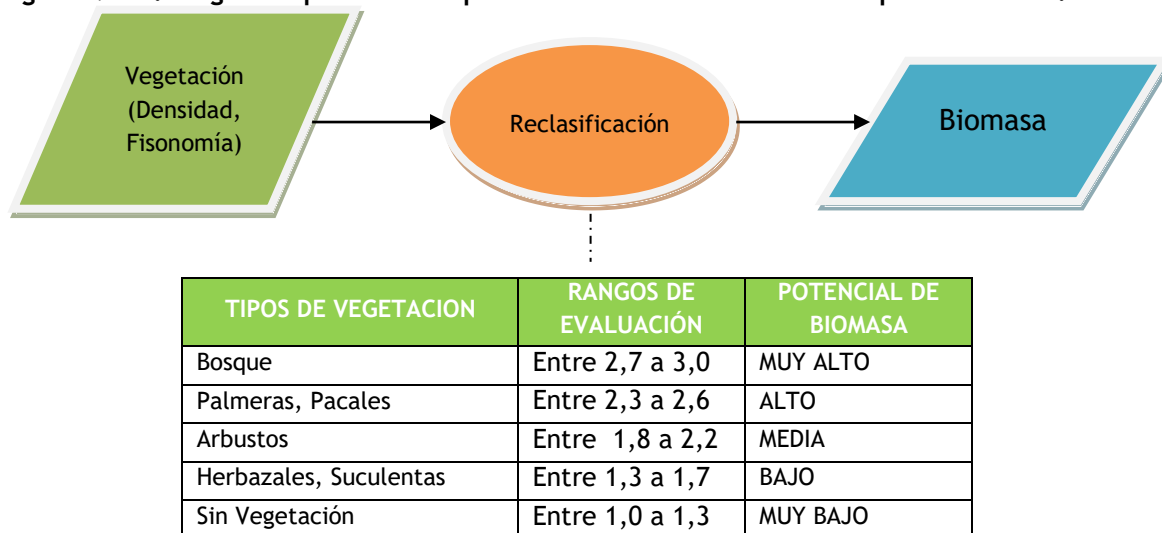 Vegetación
(Densidad,
Fisonomía)
Reclasificación
Biomasa
TIPOS DE VEGETACION RANGOS DE EVALUACIÓN POTENCIAL DE BIOMASA
Bosque Entre 2,7 a 3,0 MUY ALTO
Palmeras, Pacales Entre 2,3 a 2,6 ALTO
Arbustos Entre 1,8 a 2,2 MEDIA
Herbazales, Suculentas Entre 1,3 a 1,7 BAJO
Sin Vegetación Entre 1,0 a 1,3 MUY BAJO